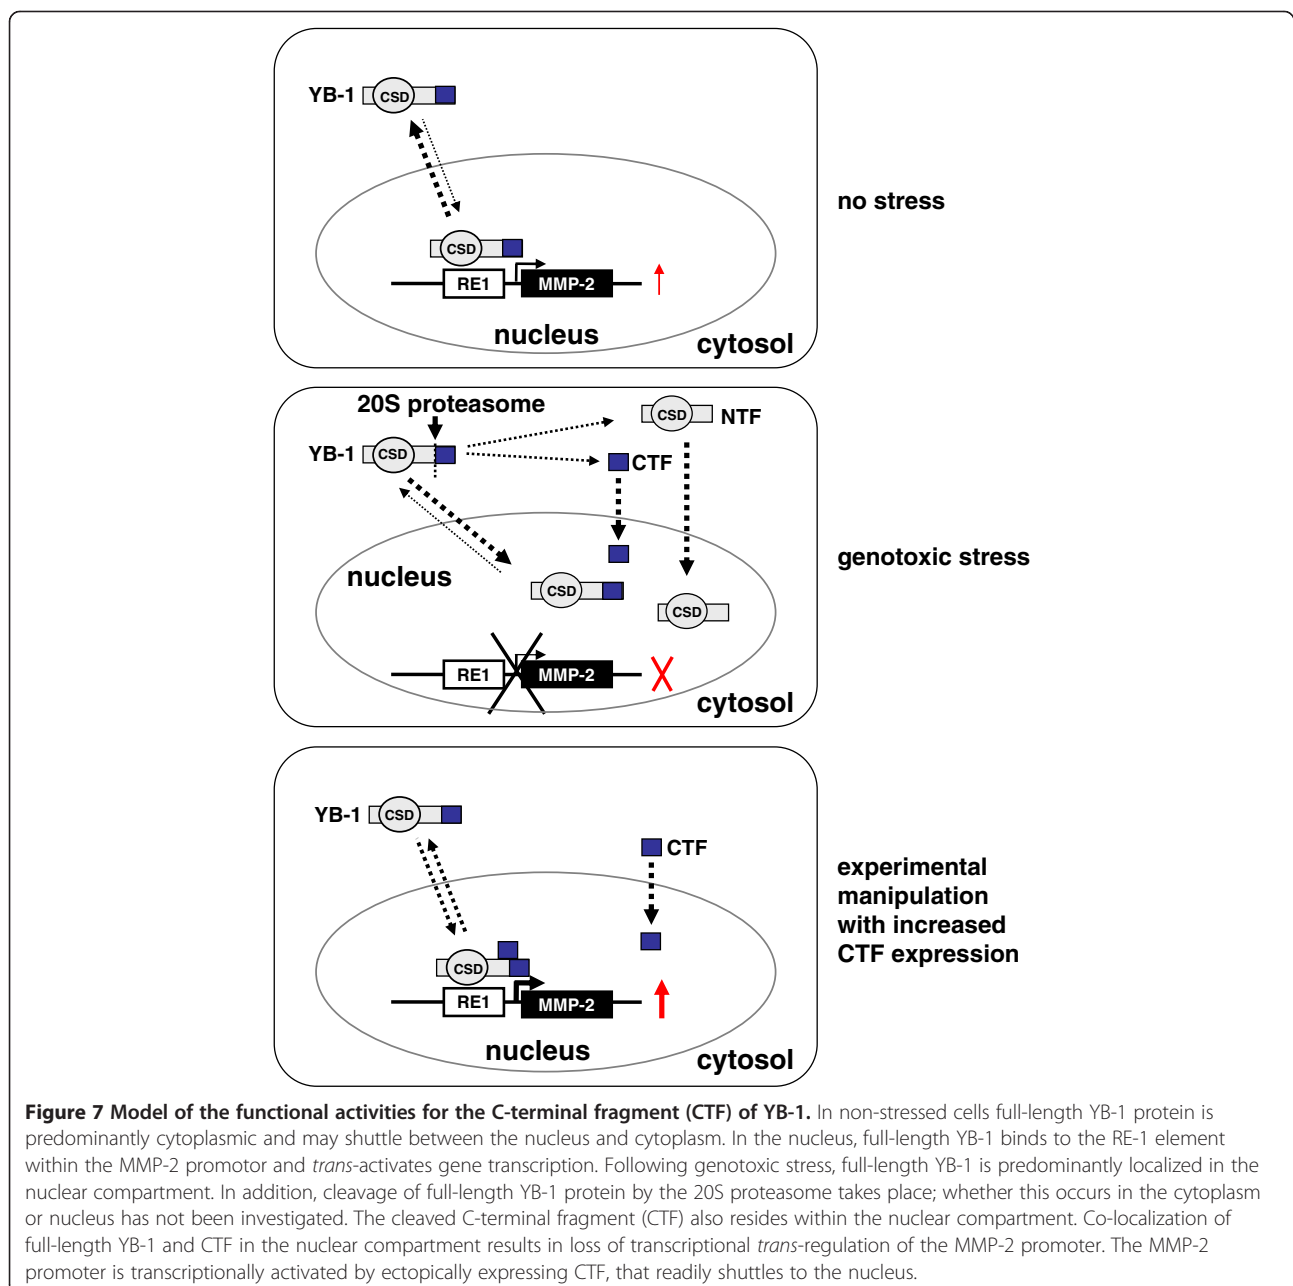 YB-1 CSD
CSD
RE1 MMP-2
nucleus
cytosol
no stress
20S proteasome
CSD NTF
YB-1 CSD
CTF
nucleus
CSD
CSD
RE1 MMP-2
cytosol
genotoxic stress
YB-1 CSD
CTF
CSD
RE1 MMP-2
nucleus
cytosol
experimental
manipulation
with increased
CTF expression
Figure 7 Model of the functional activities for the C-terminal fragment (CTF) of YB-1. In non-stressed cells full-length YB-1 protein is
predominantly cytoplasmic and may shuttle between the nucleus and cytoplasm. In the nucleus, full-length YB-1 binds to the RE-1 element
within the MMP-2 promotor and trans-activates gene transcription. Following genotoxic stress, full-length YB-1 is predominantly localized in the
nuclear compartment. In addition, cleavage of full-length YB-1 protein by the 20S proteasome takes place; whether this occurs in the cytoplasm
or nucleus has not been investigated. The cleaved C-terminal fragment (CTF) also resides within the nuclear compartment. Co-localization of
full-length YB-1 and CTF in the nuclear compartment results in loss of transcriptional trans-regulation of the MMP-2 promoter. The MMP-2
promoter is transcriptionally activated by ectopically expressing CTF, that readily shuttles to the nucleus.